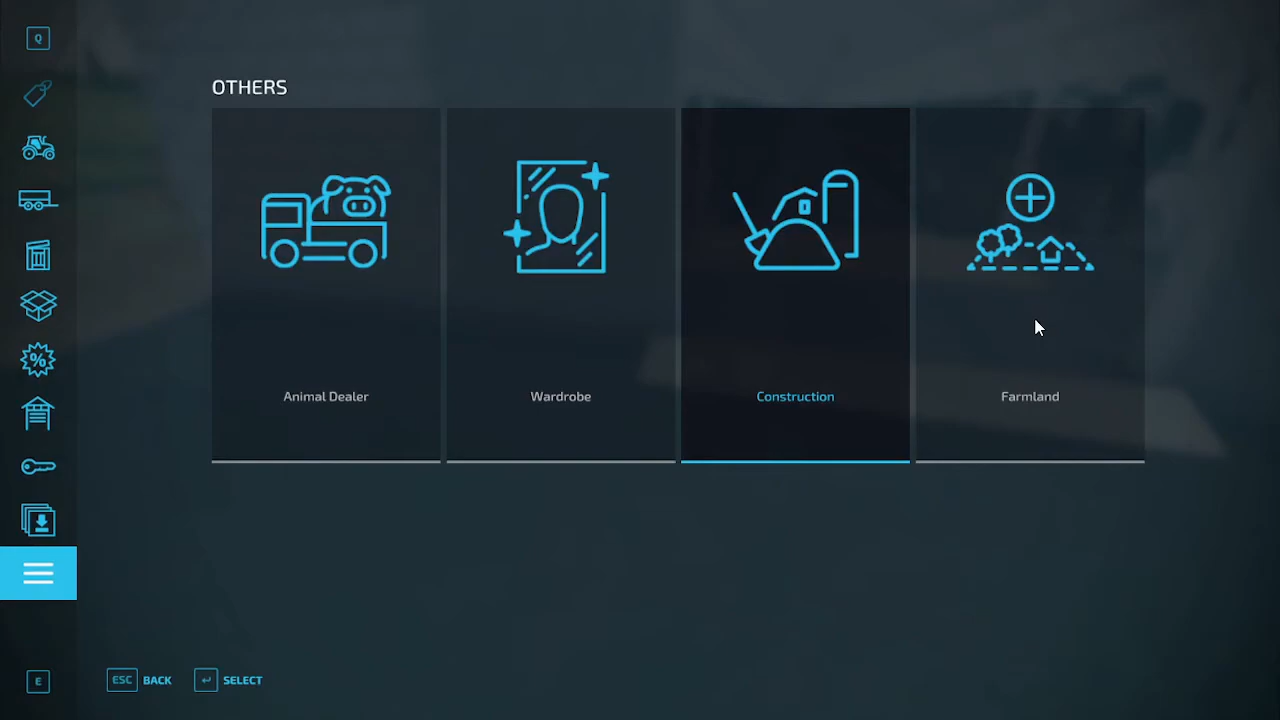 Q
OTHERS
%
Animal Dealer
Wardrobe
Construction
Farmland
E
ESC BACK ↵ SELECT